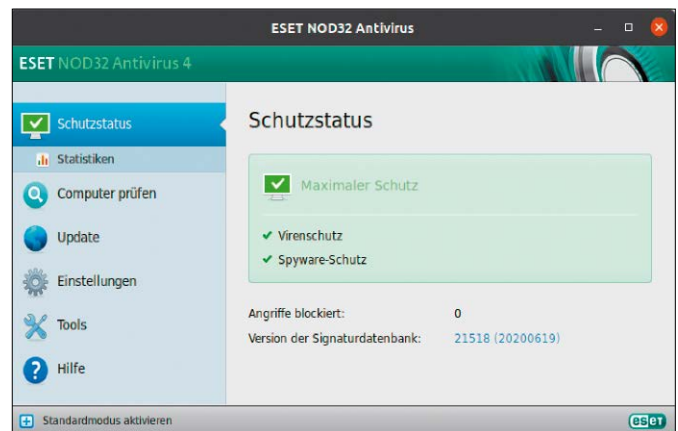 ESET NOD32 Antivirus
ESET NOD32 Antivirus 4
Schutzstatus
Statistiken
Computer prüfen
Update
Einstellungen
Tools
Hilfe
Schutzstatus
Maximaler Schutz
Virenschutz
Spyware-Schutz
Angriffe blockiert: 0
Version der Signaturdatenbank: 21518 (20200619)
Standardmodus aktivieren
eseT